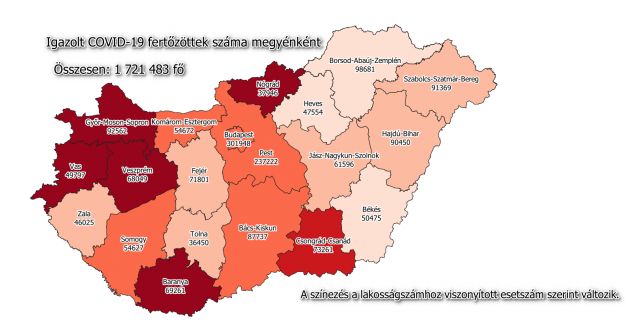 Igazolt COVID-19 fertőzöttek száma megyénként
Összesen: 1 721 483 fő
Borsod-Abaúj-Zemplén
98681
Szabolcs-Szatmár-Bereg
91369
Nógrád
37946
Heves
47554
Győr-Moson-Sopron
92562
Komárom-Esztergom
54672
Budapest
301948
Hajdú-Bihar
90450
Pest
237222
Jász-Nagykun-Szolnok
61596
Vas
49797
Veszprém
68049
Fejér
71801
Zala
46025
Békés
50475
Somogy
54627
Tolna
36450
Bács-Kiskun
87737
Csongrád-Csanád
73261
Baranya
69261
A színezés a lakosságszámhoz viszonyított esetszám szerint változik.